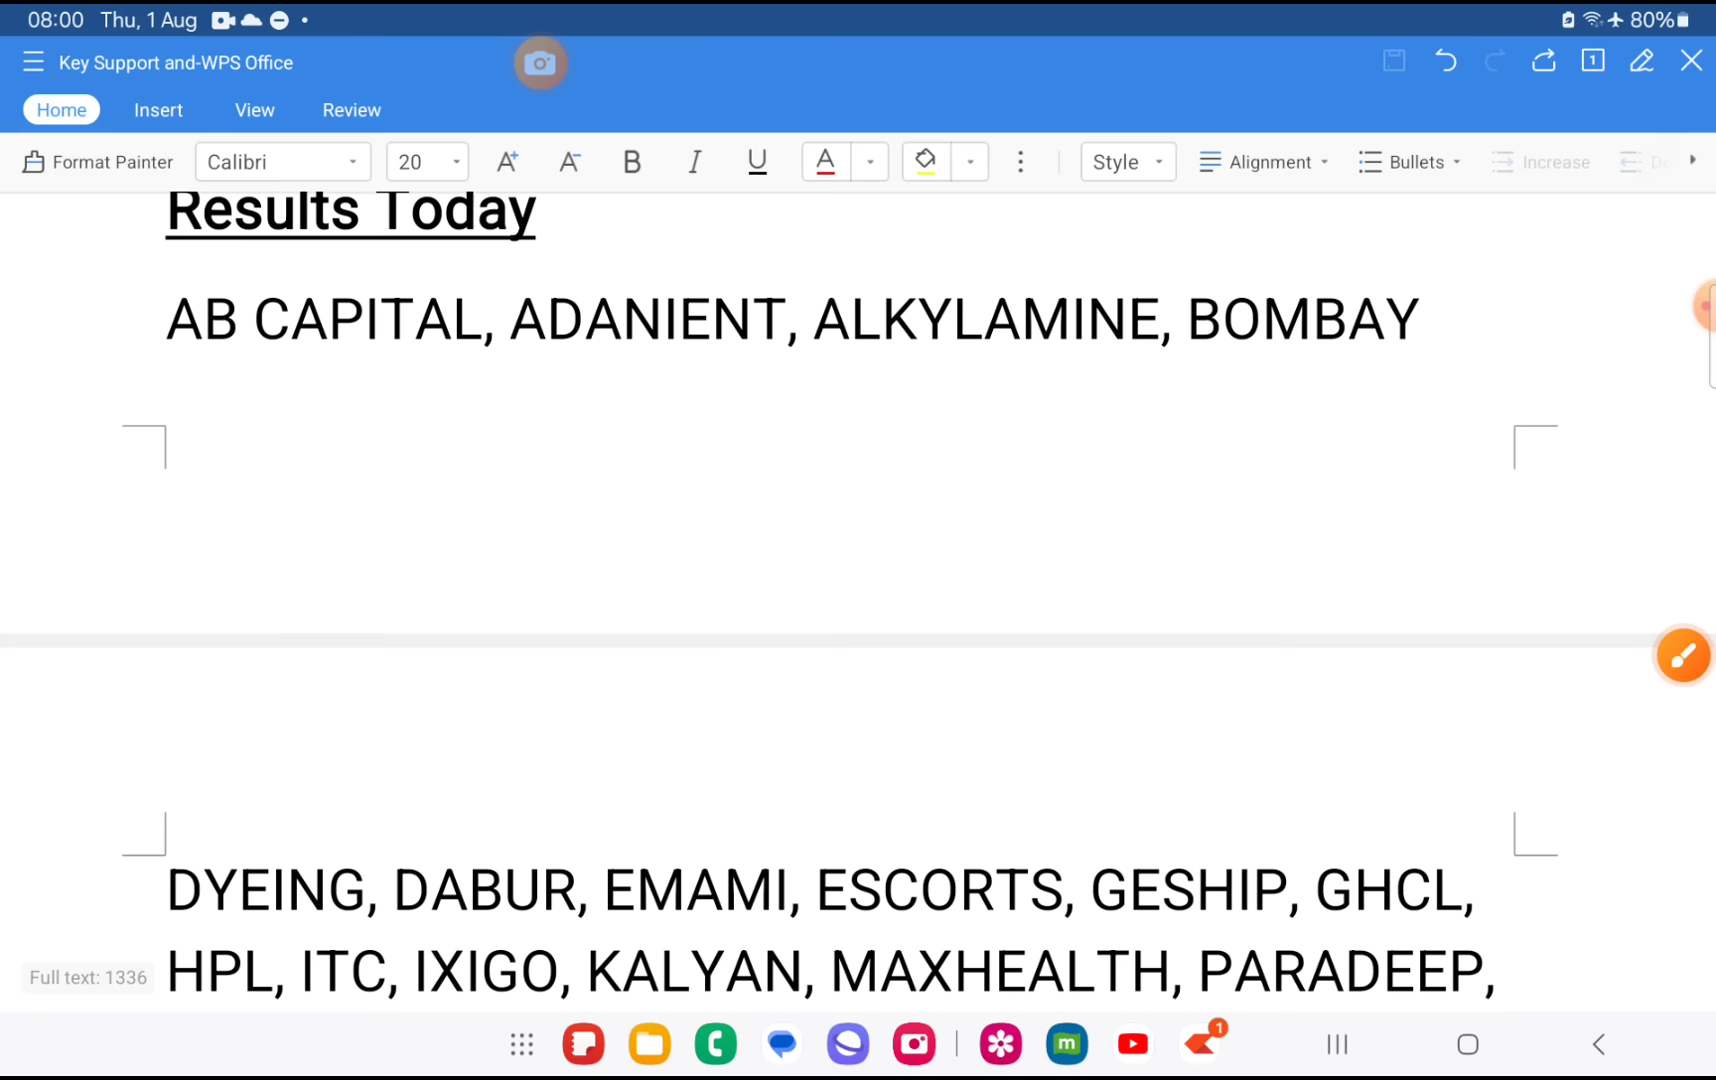 08:00 Thu, 1 Aug 80%
Key Support and-WPS Office 1
Home Insert View Review
Format Painter Calibri 20 A+ A- B I U A Style Alignment Bullets Increase D
Results Today
AB CAPITAL, ADANIENT, ALKYLAMINE, BOMBAY
DYEING, DABUR, EMAMI, ESCORTS, GESHIP, GHCL,
HPL, ITC, IXIGO, KALYAN, MAXHEALTH, PARADEEP,
Full text: 1336
m 1